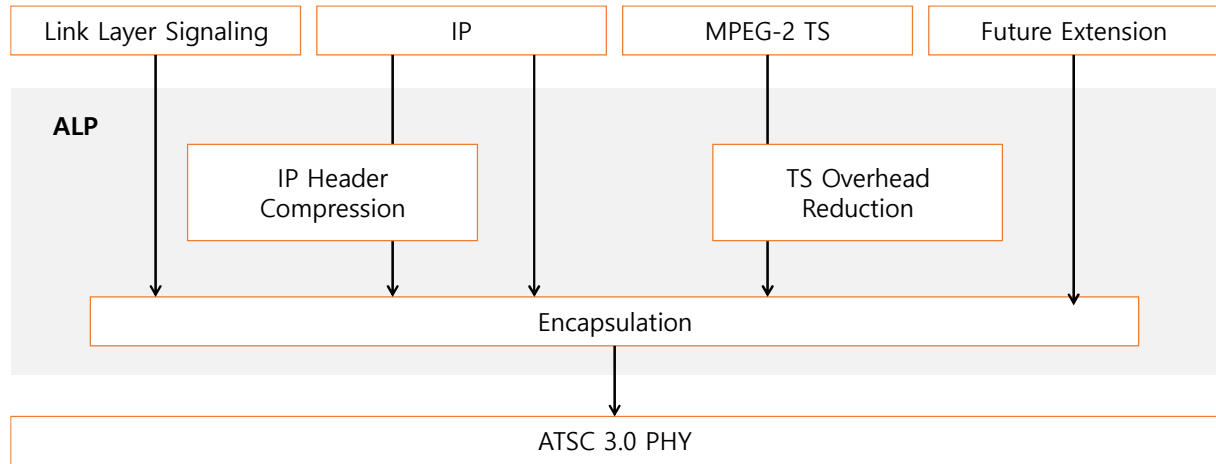 Link Layer Signaling
IP
MPEG-2 TS
Future Extension
ALP
IP Header
Compression
TS Overhead
Reduction
Encapsulation
ATSC 3.0 PHY